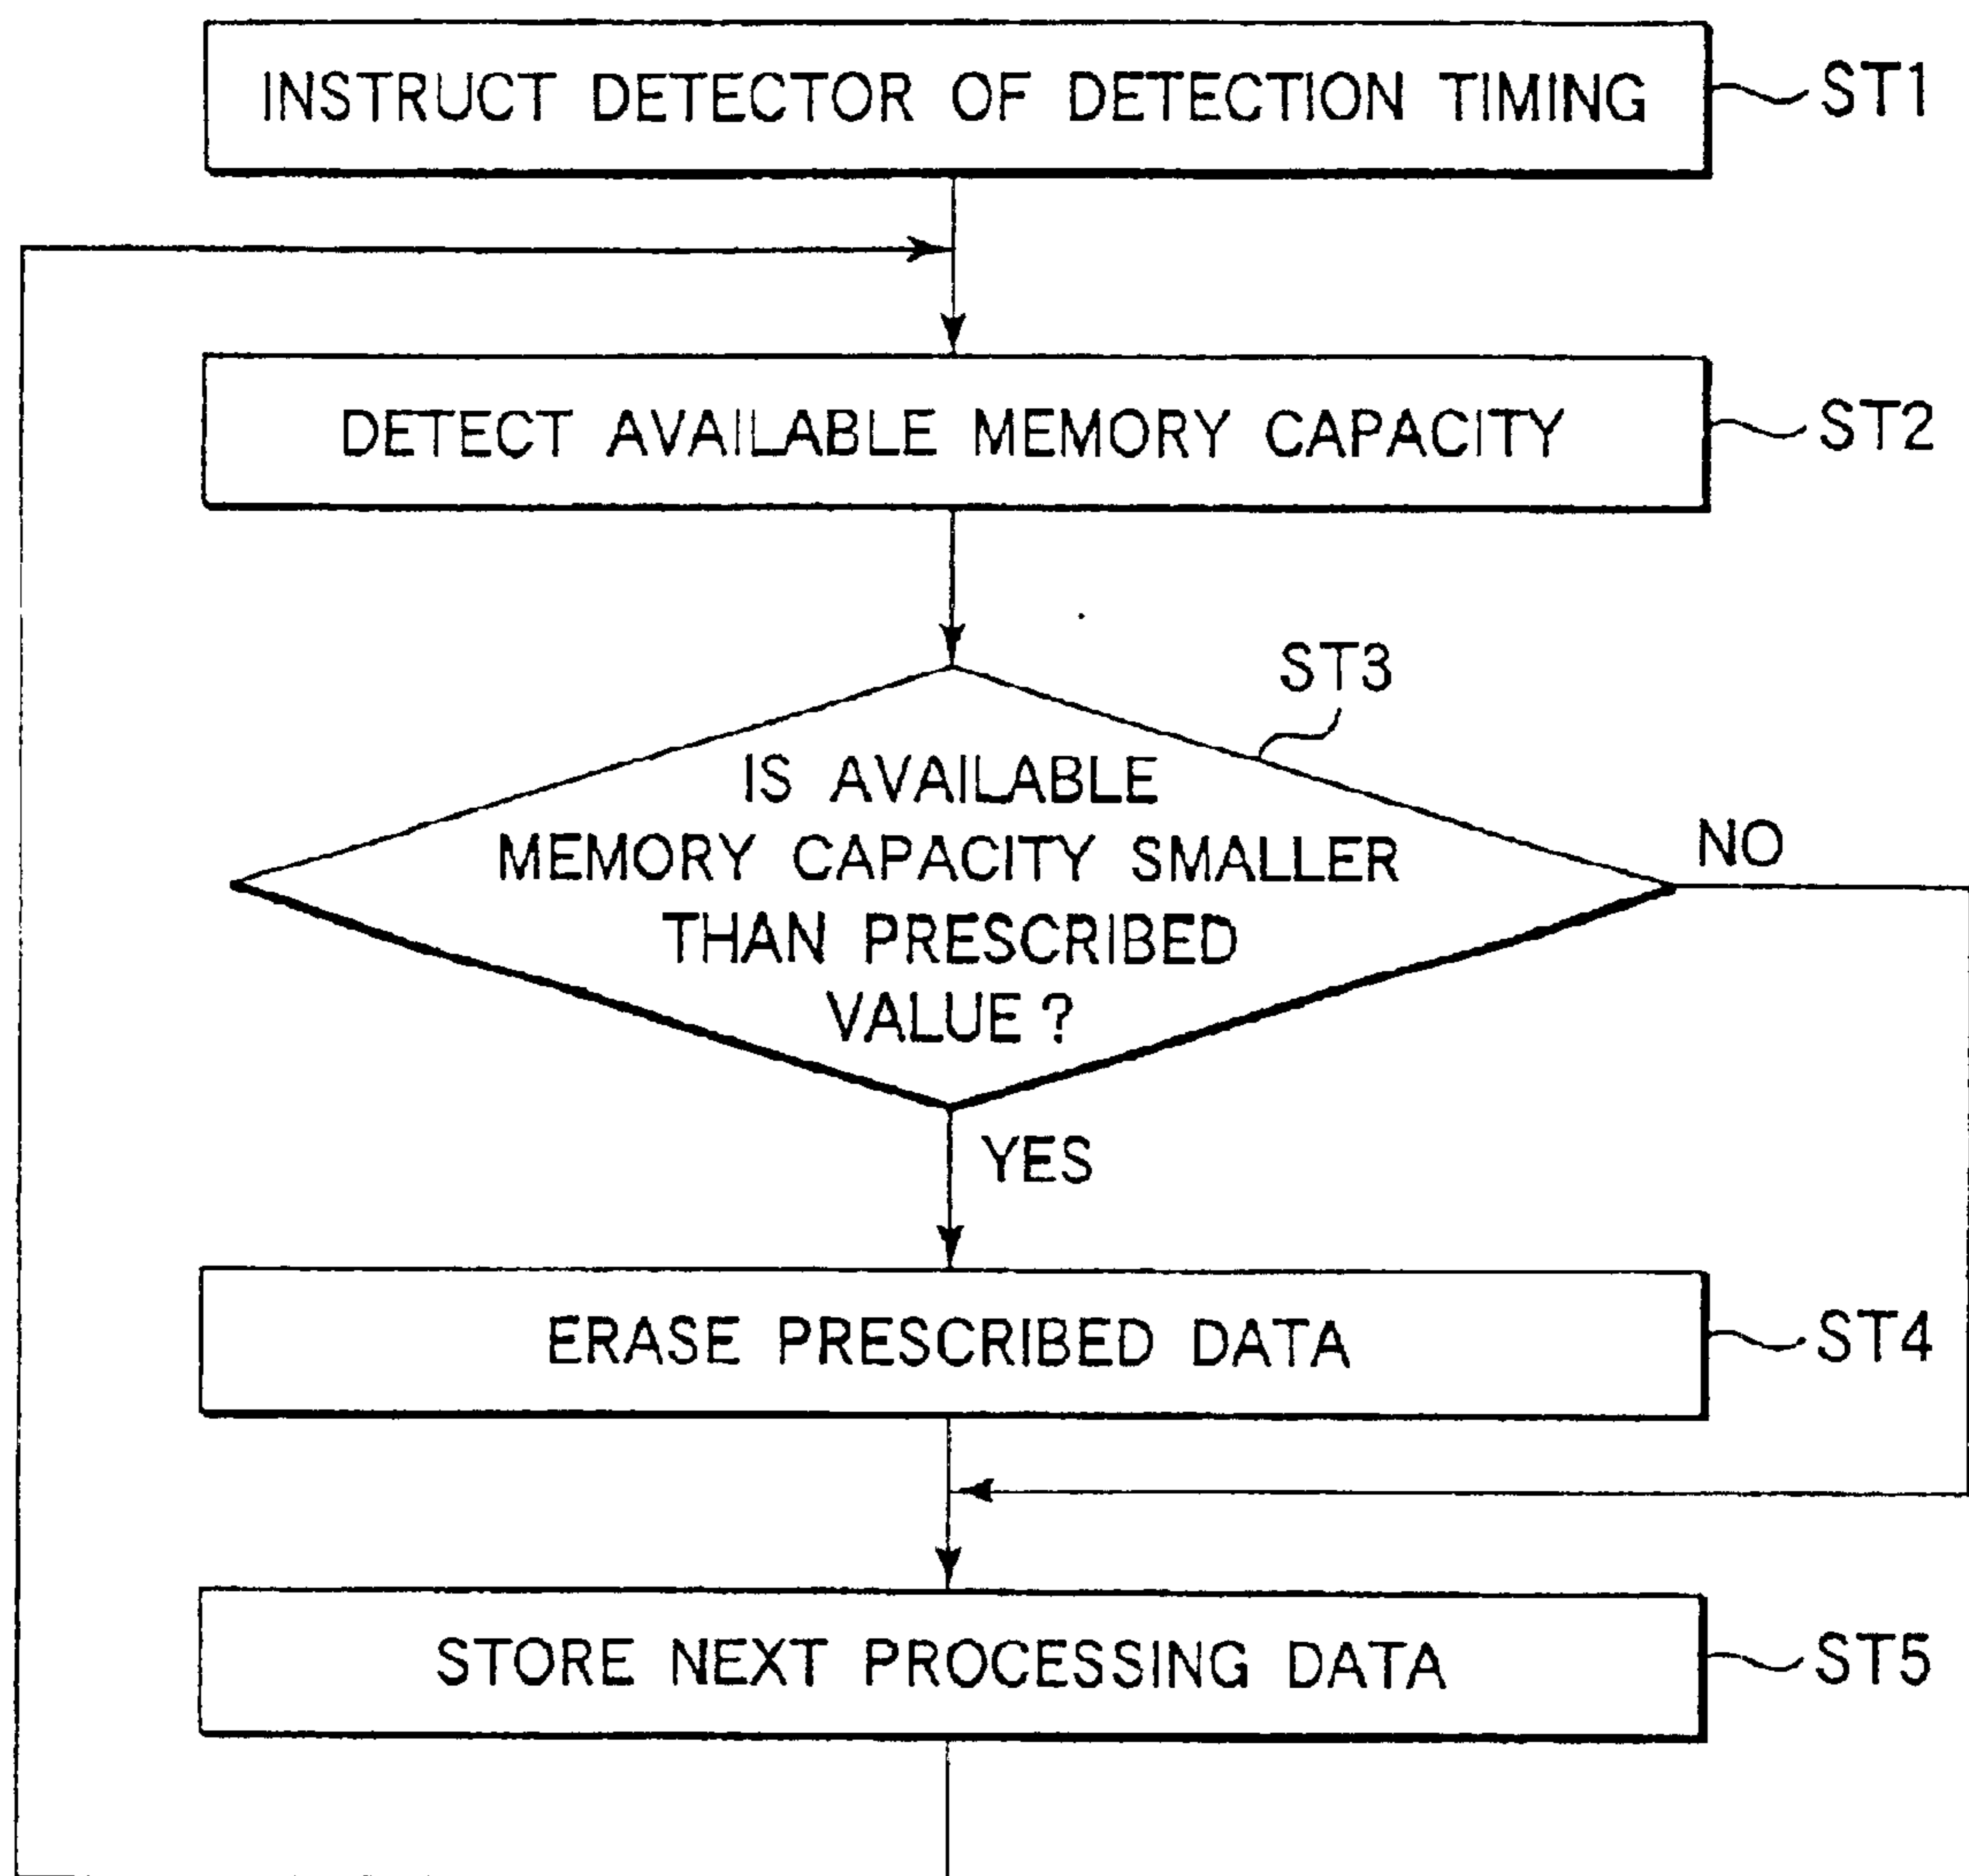 INSTRUCT DETECTOR OF DETECTION TIMING
ST1
DETECT AVAILABLE MEMORY CAPACITY
ST2
ST3
IS AVAILABLE
MEMORY CAPACITY SMALLER
THAN PRESCRIBED
VALUE?
NO
YES
ERASE PRESCRIBED DATA
ST4
STORE NEXT PROCESSING DATA
ST5